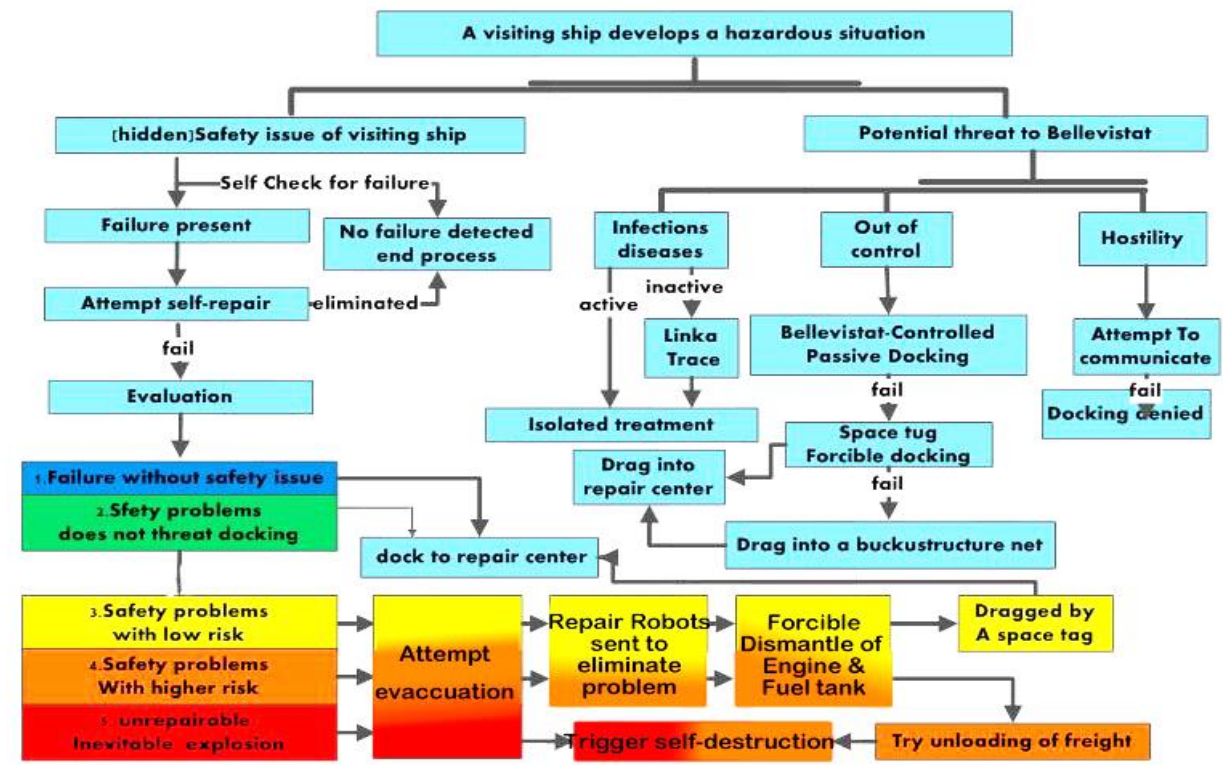 A visiting ship develops a hazardous situation
(hidden)Safety issue of visiting ship
Potential threat to Bellevistat
Self Check for failure
Failure present
No failure detected
end process
Attempt self-repair
eliminated
fail
Evaluation
1.Failure without safety issue
2.Sfety problems
does not threat docking
dock to repair center
3.Safety problems
with low risk
4.Safety problems
With higher risk
5. unrepairable
Inevitable explosion
Attempt
evaccuation
Repair Robots
sent to
eliminate
problem
Forcible
Dismantle of
Engine &
Fuel tank
Dragged by
A space tag
Trigger self-destruction
Try unloading of freight
Infections
diseases
active
inactive
Linka
Trace
Isolated treatment
Out of
control
Bellevistat-Controlled
Passive Docking
fail
Space tug
Forcible docking
Drag into
repair center
fail
Drag into a buckustructure net
Hostility
Attempt To
communicate
fail
Docking denied